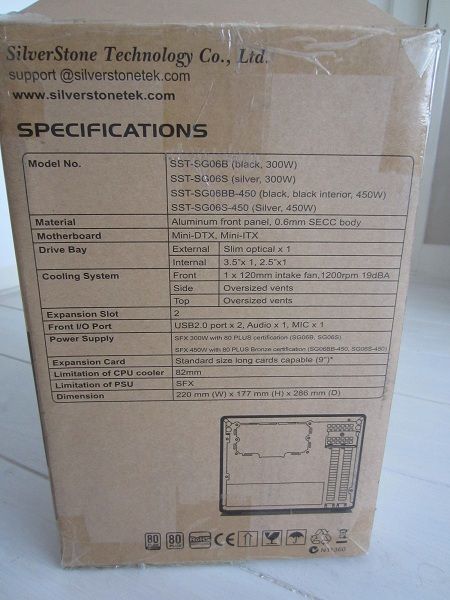 SilverStone Technology Co., Ltd.
support @silverstonetek.com
www.silverstonetek.com
SPECIFICATIONS
Model No. SST-SG06B (black, 300W)
SST-SG06S (silver, 300W)
SST-SG06BB-450 (black, black interior, 450W)
SST-SG06S-450 (Silver, 450W)
Material Aluminum front panel, 0.6mm SECC body
Motherboard Mini-DTX, Mini-ITX
Drive Bay External Slim optical x 1
Internal 3.5"x 1, 2.5"x1
Cooling System Front 1 x 120mm intake fan,1200rpm 19dBA
Side Oversized vents
Top Oversized vents
Expansion Slot 2
Front I/O Port USB2.0 port x 2, Audio x 1, MIC x 1
Power Supply SFX 300W with 80 PLUS certification (SG06B, SG06S)
SFX 450W with 80 PLUS Bronze certification (SG06BB-450, SG06S-450)
Expansion Card Standard size long cards capable (9")*
Limitation of CPU cooler 82mm
Limitation of PSU SFX
Dimension 220 mm (W) x 177 mm (H) x 286 mm (D)
80 PLUS 80 PLUS RoHS CE